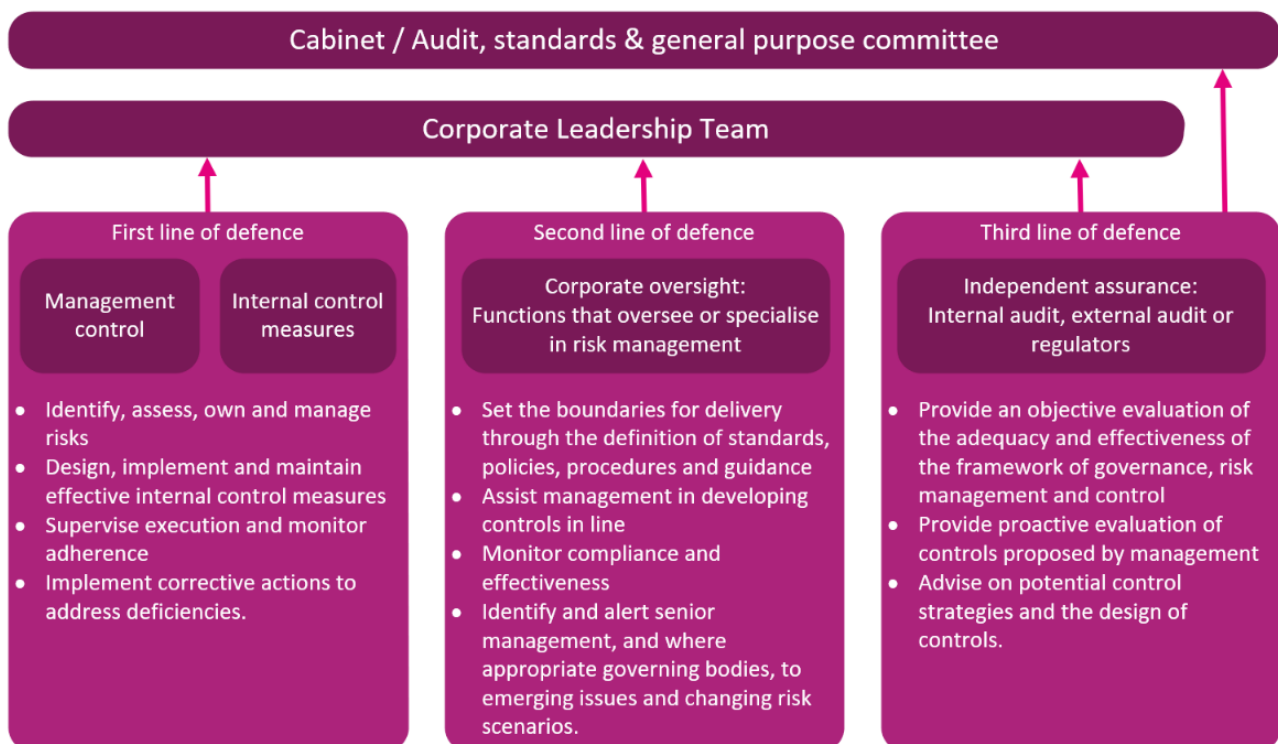 Cabinet / Audit, standards & general purpose committee
Corporate Leadership Team
First line of defence
Management
control
Internal control
measures
• Identify, assess, own and manage
risks
• Design, implement and maintain
effective internal control measures
• Supervise execution and monitor
adherence
• Implement corrective actions to
address deficiencies.
Second line of defence
Corporate oversight:
Functions that oversee or specialise
in risk management
• Set the boundaries for delivery
through the definition of standards,
policies, procedures and guidance
• Assist management in developing
controls in line
• Monitor compliance and
effectiveness
• Identify and alert senior
management, and where
appropriate governing bodies, to
emerging issues and changing risk
scenarios.
Third line of defence
Independent assurance:
Internal audit, external audit or
regulators
• Provide an objective evaluation of
the adequacy and effectiveness of
the framework of governance, risk
management and control
• Provide proactive evaluation of
controls proposed by management
• Advise on potential control
strategies and the design of
controls.